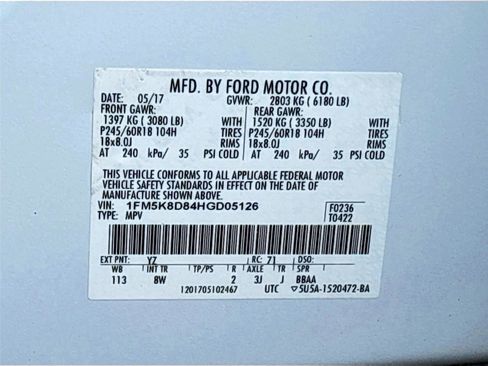 MFD. BY FORD MOTOR CO.
DATE: 05/17 GVWR: 2803 KG ( 6180 LB)
FRONT GAWR: REAR GAWR:
1397 KG ( 3080 LB) WITH 1520 KG ( 3350 LB) WITH
P245/60R18 104H TIRES P245/60R18 104H TIRES
18x8.0J RIMS 18x8.0J RIMS
AT 240 kPa/ 35 PSI COLD AT 240 kPa/ 35 PSI COLD
THIS VEHICLE CONFORMS TO ALL APPLICABLE FEDERAL MOTOR
VEHICLE SAFETY STANDARDS IN EFFECT ON THE DATE OF
MANUFACTURE SHOWN ABOVE.
VIN: 1FM5K8D84HGD05126 F0236
TYPE: MPV T0422
EXT PNT: YZ RC: 71 DSO:
WB INT TR TP/PS R AXLE TR SPR
113 8W 2 3J J BBAA
1201705102467 UTC ▽5U5A-1520472-BA